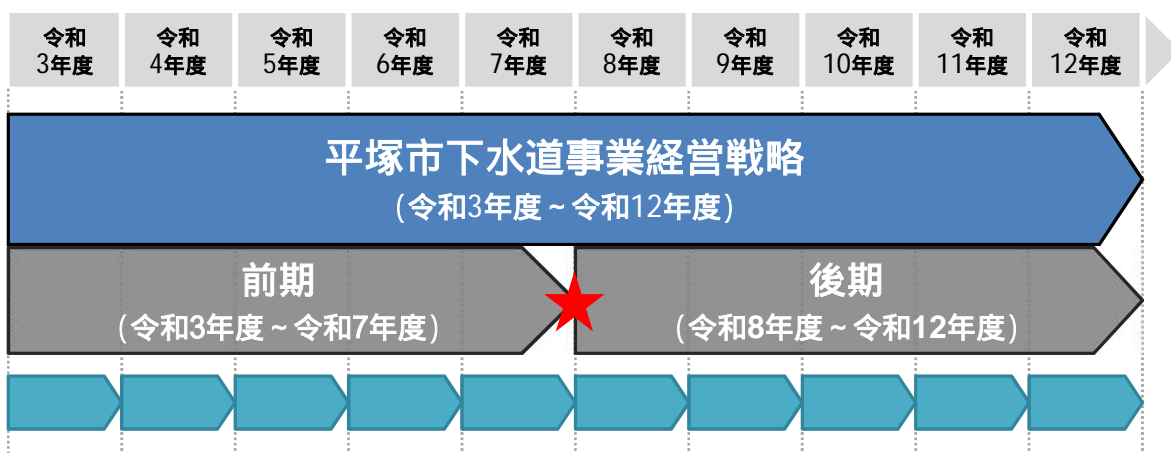 令和
3年度
令和
4年度
令和
5年度
令和
6年度
令和
7年度
令和
8年度
令和
9年度
令和
10年度
令和
11年度
令和
12年度
平塚市下水道事業経営戦略
(令和3年度~令和12年度)
前期
(令和3年度~令和7年度)
後期
(令和8年度~令和12年度)